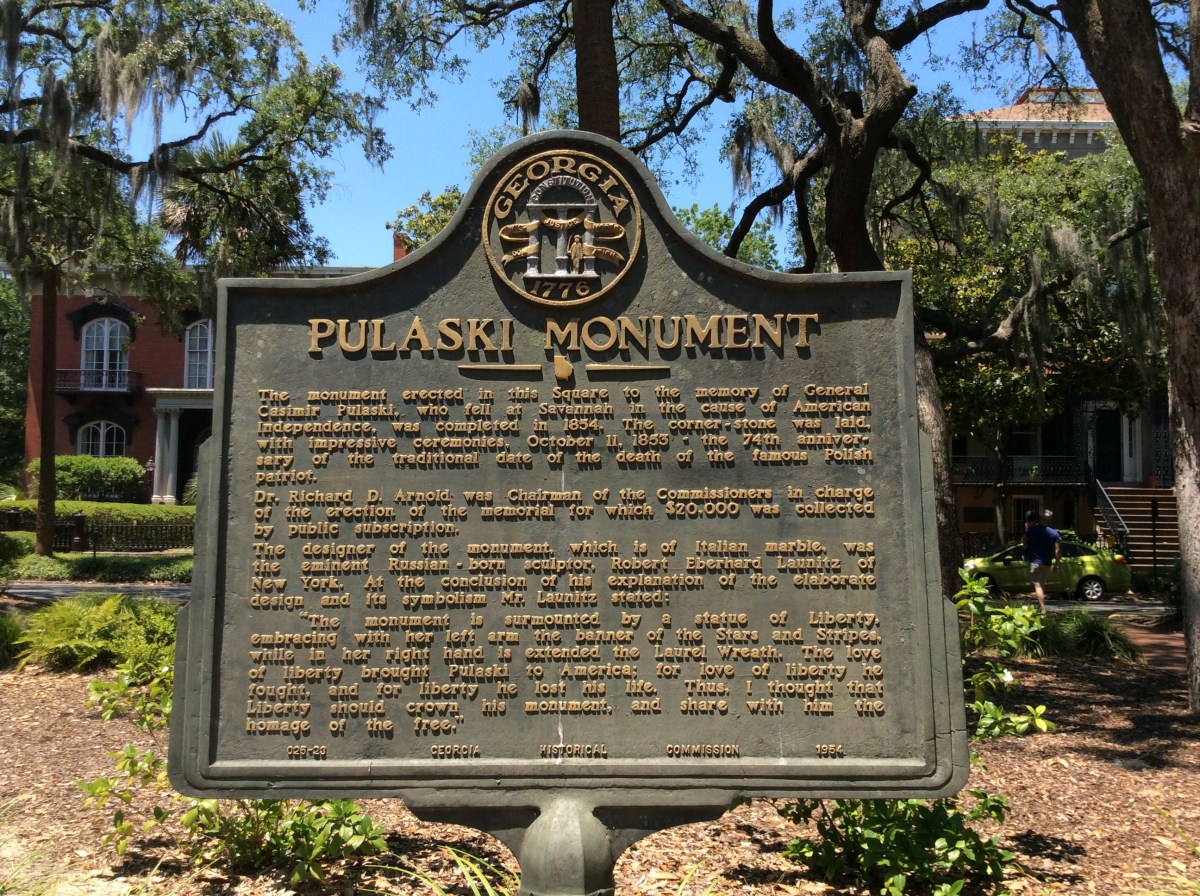 GEORGIA
CONSTITUTION
1776
PULASKI MONUMENT
The monument erected in this Square to the memory of General
Casimir Pulaski, who fell at Savannah in the cause of American
Independence, was completed in 1854. The corner-stone was laid,
with impressive ceremonies, October 11, 1853 - the 74th anniver-
sary of the traditional date of the death of the famous Polish
patriot.
Dr. Richard D. Arnold was Chairman of the Commissioners in charge
of the erection of the memorial for which $20,000 was collected
by public subscription.
The designer of the monument, which is of Italian marble, was
the eminent Russian-born sculptor, Robert Eberhard Launitz of
New York. At the conclusion of his explanation of the elaborate
design and its symbolism Mr. Launitz stated:
"The monument is surmounted by a statue of Liberty,
embracing with her left arm the banner of the Stars and Stripes,
while in her right hand is extended the Laurel Wreath. The love
of liberty brought Pulaski to America; for love of liberty he
fought, and for liberty he lost his life. Thus, I thought that
Liberty should crown his monument, and share with him the
homage of the free."
025-20 GEORGIA HISTORICAL COMMISSION 1954